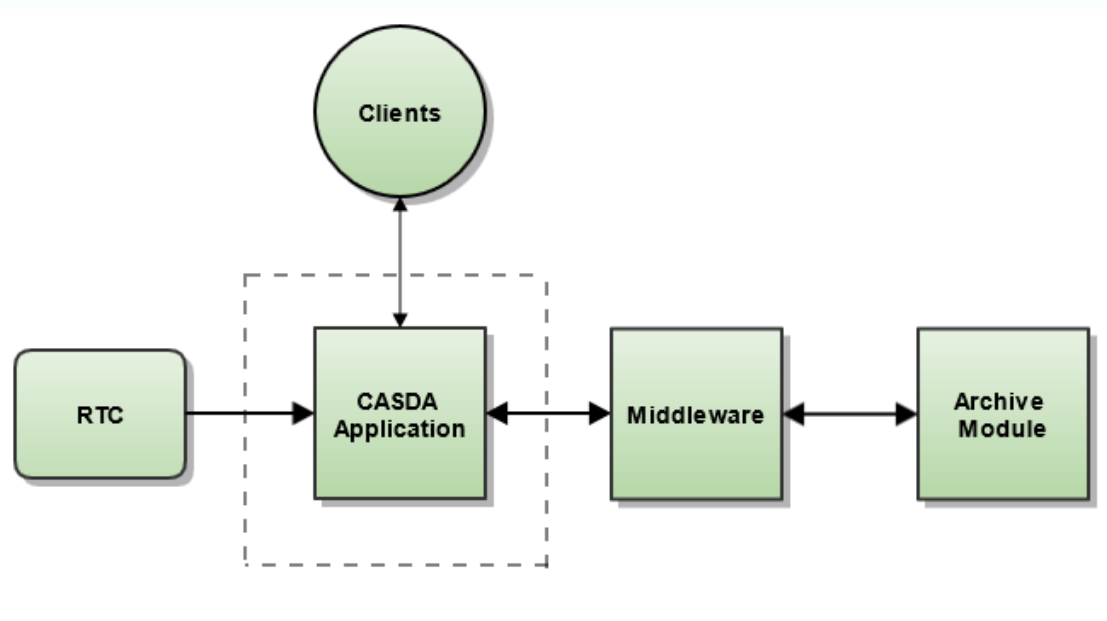 Clients
RTC
CASDA
Application
Middleware
Archive
Module